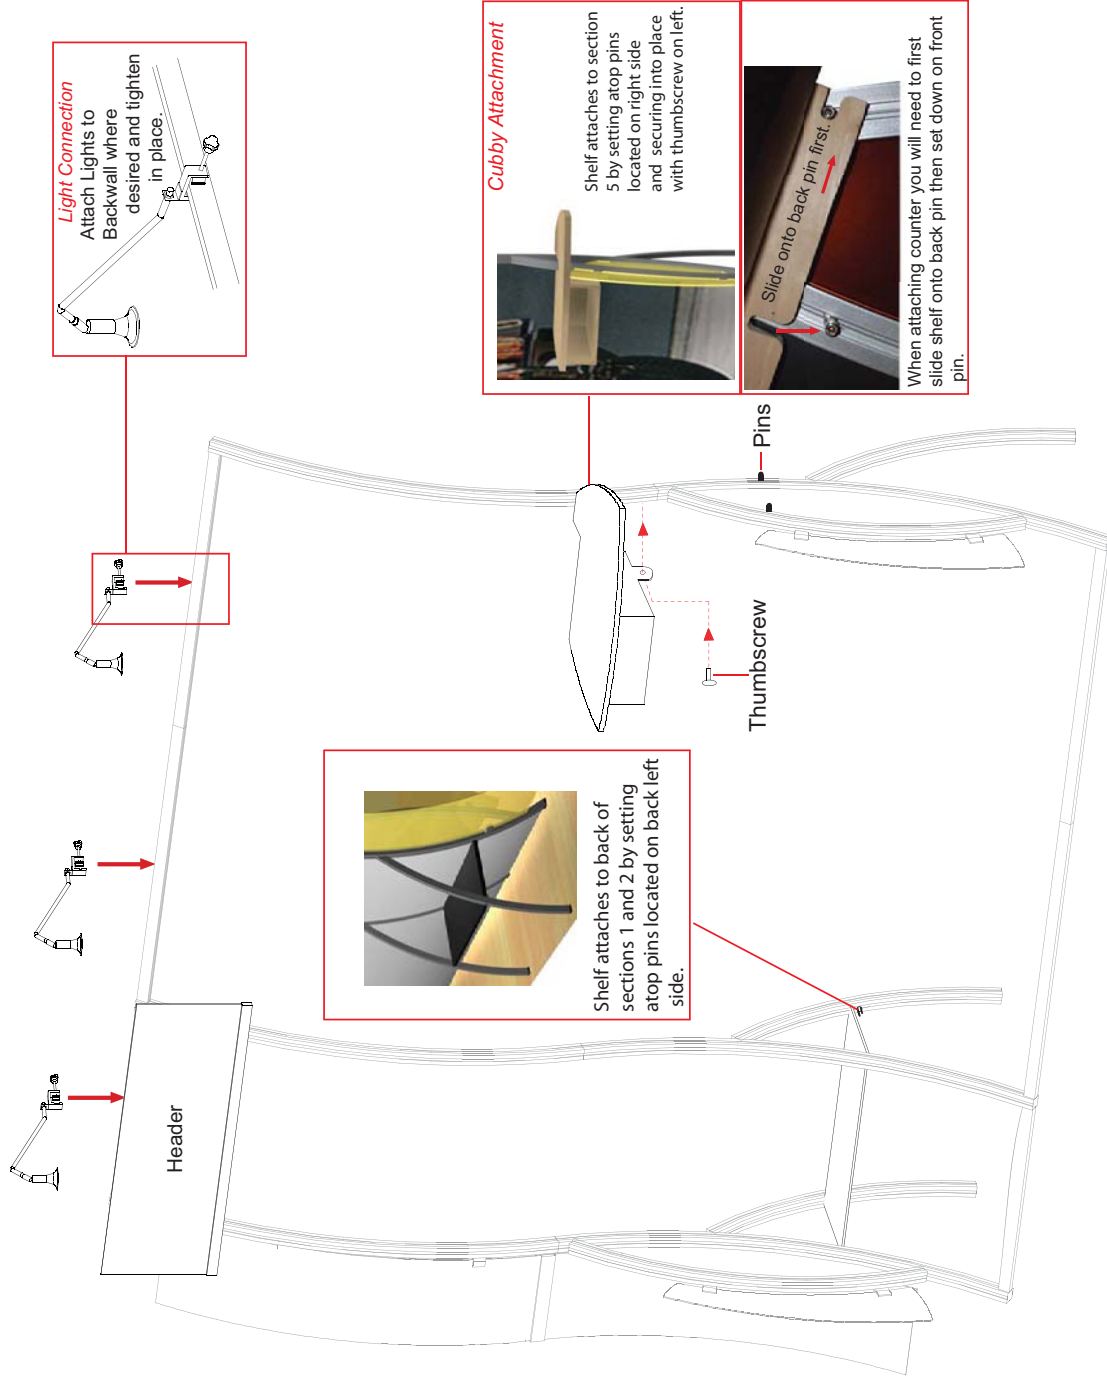 Light Connection
Attach Lights to
Backwall where
desired and tighten
in place.
Cubby Attachment
Shelf attaches to section
5 by setting atop pins
located on right side
and securing into place
with thumbscrew on left.
Slide onto back pin first.
When attaching counter you will need to first
slide shelf onto back pin then set down on front
pin.
Pins
Thumbscrew
Shelf attaches to back of
sections 1 and 2 by setting
atop pins located on back left
side.
Header